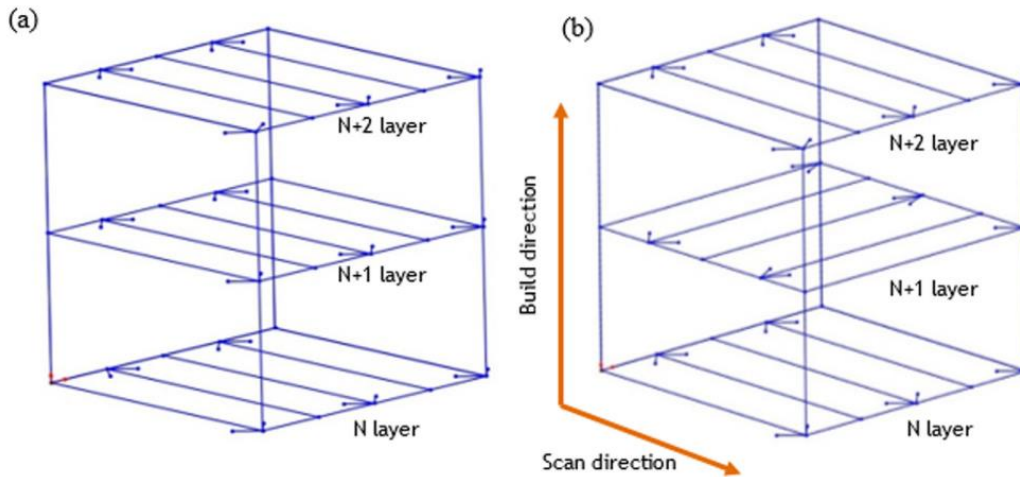 (a)
N+2 layer
N+1 layer
N layer
(b)
Build direction
N+2 layer
N+1 layer
N layer
Scan direction